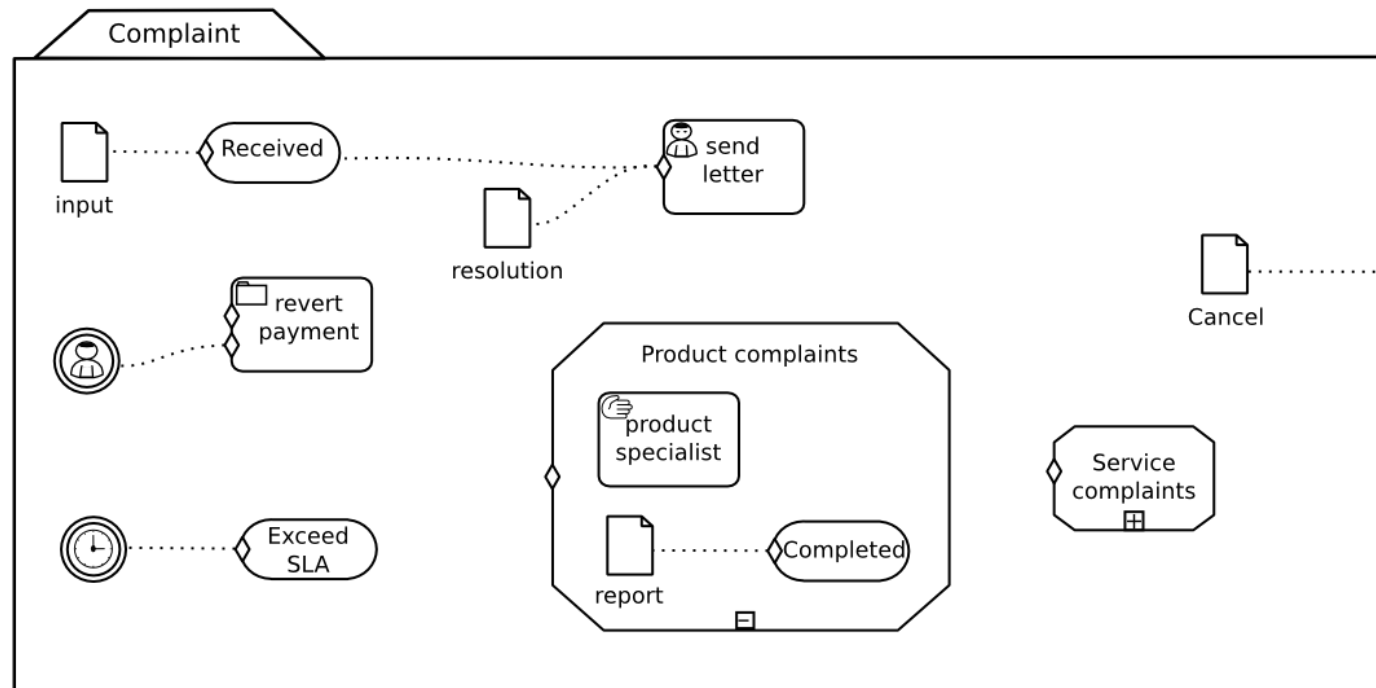 Complaint
Received
input
send
letter
resolution
revert
payment
Cancel
Product complaints
product
specialist
Service
complaints
Exceed
SLA
Completed
report